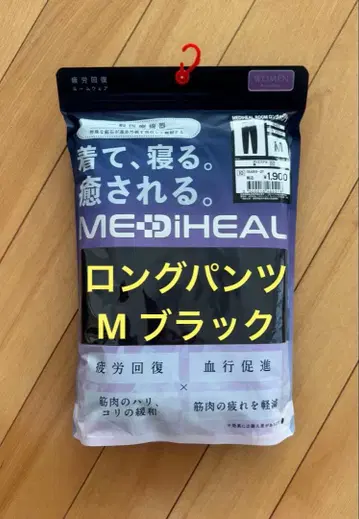 疲労回復
ルームウェア
WOMEN
着て、寝る。
癒される。
MEDiHEAL
¥1,900
ロングパンツ
M ブラック
疲労回復 × 血行促進
筋肉のハリ、
コリの緩和
筋肉の疲れを軽減